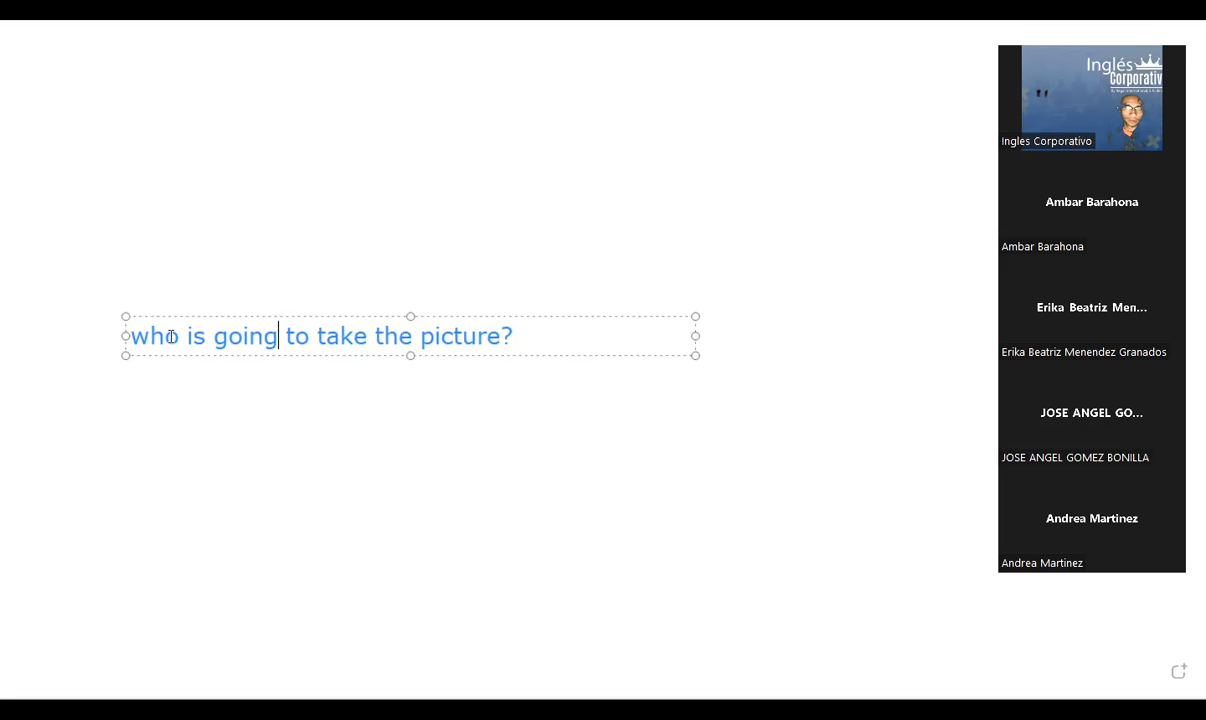 who is going to take the picture?
Inglés
Corporativ
Ingles Corporativo
Ambar Barahona
Ambar Barahona
Erika Beatriz Men...
Erika Beatriz Menendez Granados
JOSE ANGEL GO...
JOSE ANGEL GOMEZ BONILLA
Andrea Martinez
Andrea Martinez